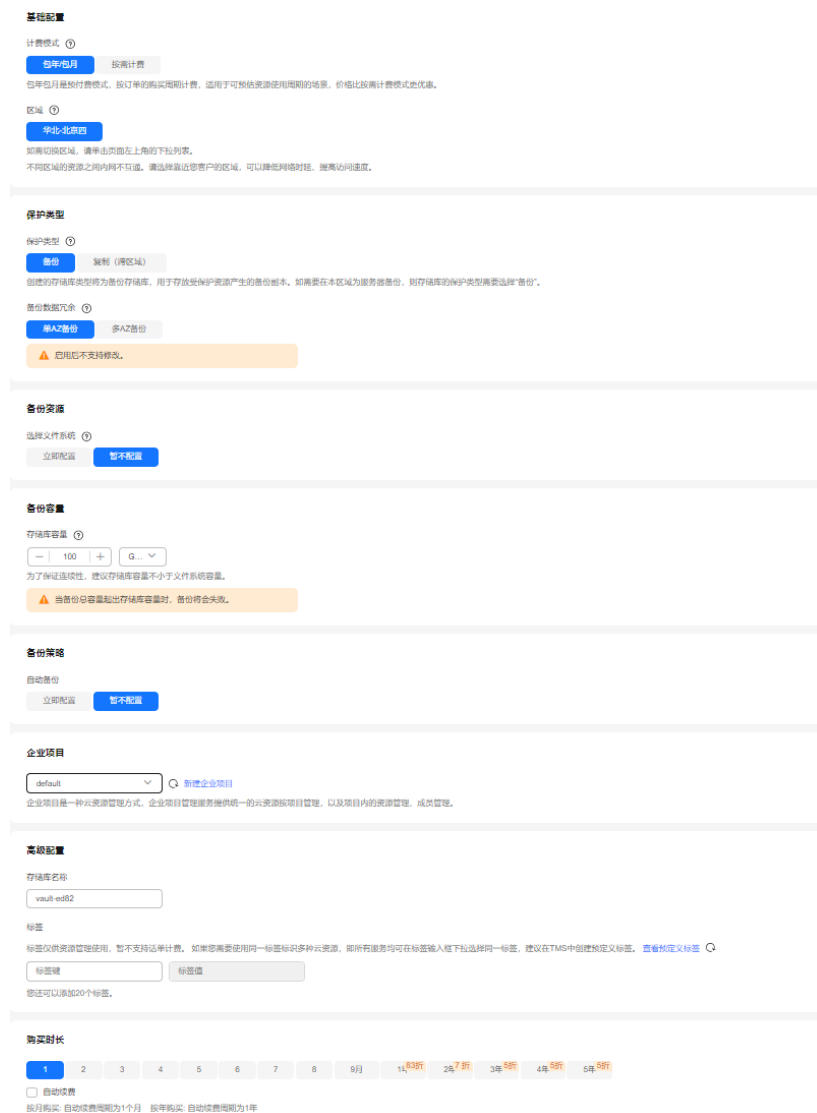 基础配置
计费模式 ?
包年/包月 按需计费
包年包月是预付费模式，按订单的购买周期计费，适用于可预估资源使用周期的场景，价格比按需计费模式更优惠。
区域 ?
华北-北京四
如需切换区域，请单击页面左上角的下拉列表。
不同区域的资源之间内网不互通。请选择靠近您客户的区域，可以降低网络时延、提高访问速度。
保护类型
保护类型 ?
备份 复制（跨区域）
创建的存储库类型将为备份存储库，用于存放受保护资源产生的备份副本。如需要在本区域为服务器备份，则存储库的保护类型需要选择“备份”。
备份数据冗余 ?
单AZ备份 多AZ备份
启用后不支持修改。
备份资源
选择文件系统 ?
立即配置 暂不配置
备份容量
存储库容量 ?
− 100 + G...
为了保证连续性，建议存储库容量不小于文件系统容量。
当备份总容量超出存储库容量时，备份将会失败。
备份策略
自动备份
立即配置 暂不配置
企业项目
default 新建企业项目
企业项目是一种云资源管理方式，企业项目管理服务提供统一的云资源按项目管理，以及项目内的资源管理、成员管理。
高级配置
存储库名称
vault-ed82
标签
标签仅供资源管理使用，暂不支持话单计费。 如果您需要使用同一标签标识多种云资源，即所有服务均可在标签输入框下拉选择同一标签，建议在TMS中创建预定义标签。 查看预定义标签
标签键 标签值
您还可以添加20个标签。
购买时长
1 2 3 4 5 6 7 8 9月 1年 83折 2年 7折 3年 5折 4年 5折 5年 5折
自动续费
按月购买: 自动续费周期为1个月 按年购买: 自动续费周期为1年